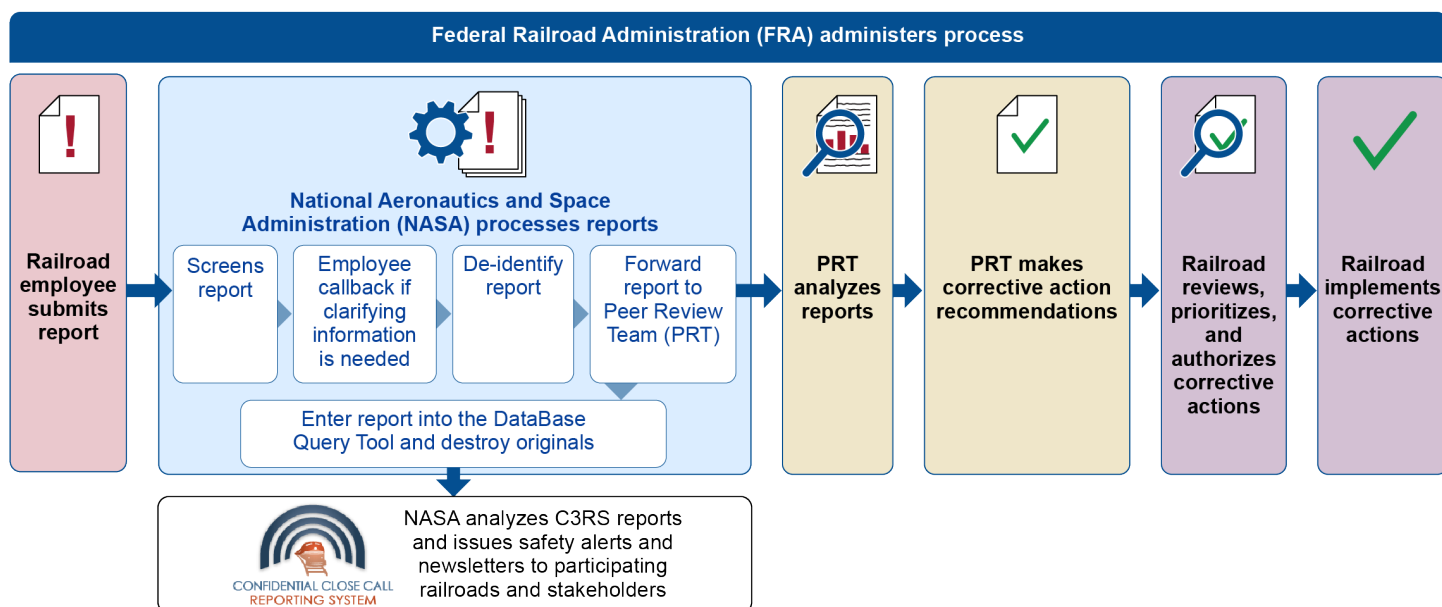 Federal Railroad Administration (FRA) administers process
Railroad
employee
submits
report
National Aeronautics and Space
Administration (NASA) processes reports
Screens
report
Employee
callback if
clarifying
information
is needed
De-identify
report
Forward
report to
Peer Review
Team (PRT)
Enter report into the DataBase
Query Tool and destroy originals
NASA analyzes C3RS reports
and issues safety alerts and
newsletters to participating
railroads and stakeholders
CONFIDENTIAL CLOSE CALL
REPORTING SYSTEM
PRT
analyzes
reports
PRT makes
corrective action
recommendations
Railroad
reviews,
prioritizes,
and
authorizes
corrective
actions
Railroad
implements
corrective
actions